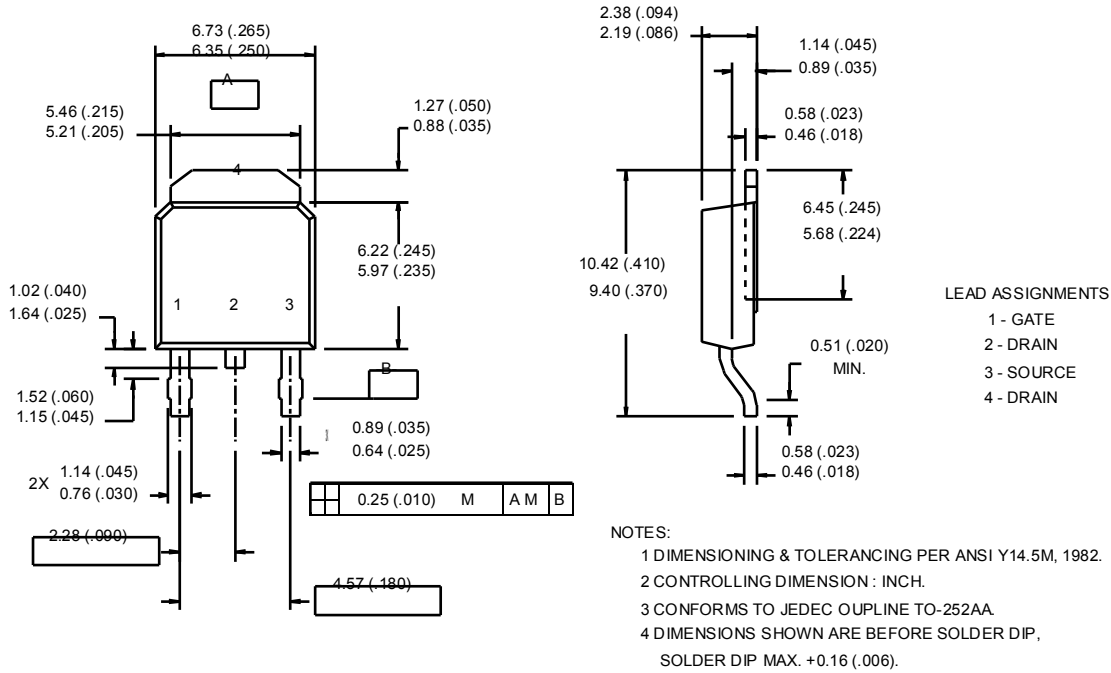 6.73 (.265)
6.35 (.250)
A
5.46 (.215)
5.21 (.205)
1.27 (.050)
0.88 (.035)
4
6.22 (.245)
5.97 (.235)
1.02 (.040)
1.64 (.025)
1
2
3
B
1.52 (.060)
1.15 (.045)
0.89 (.035)
0.64 (.025)
2X
1.14 (.045)
0.76 (.030)
0.25 (.010) M A M B
2.28 (.090)
4.57 (.180)
2.38 (.094)
2.19 (.086)
1.14 (.045)
0.89 (.035)
0.58 (.023)
0.46 (.018)
6.45 (.245)
5.68 (.224)
10.42 (.410)
9.40 (.370)
0.51 (.020)
MIN.
0.58 (.023)
0.46 (.018)
LEAD ASSIGNMENTS
1 - GATE
2 - DRAIN
3 - SOURCE
4 - DRAIN
NOTES:
1 DIMENSIONING & TOLERANCING PER ANSI Y14.5M, 1982.
2 CONTROLLING DIMENSION : INCH.
3 CONFORMS TO JEDEC OUPLINE TO-252AA.
4 DIMENSIONS SHOWN ARE BEFORE SOLDER DIP,
SOLDER DIP MAX. +0.16 (.006).